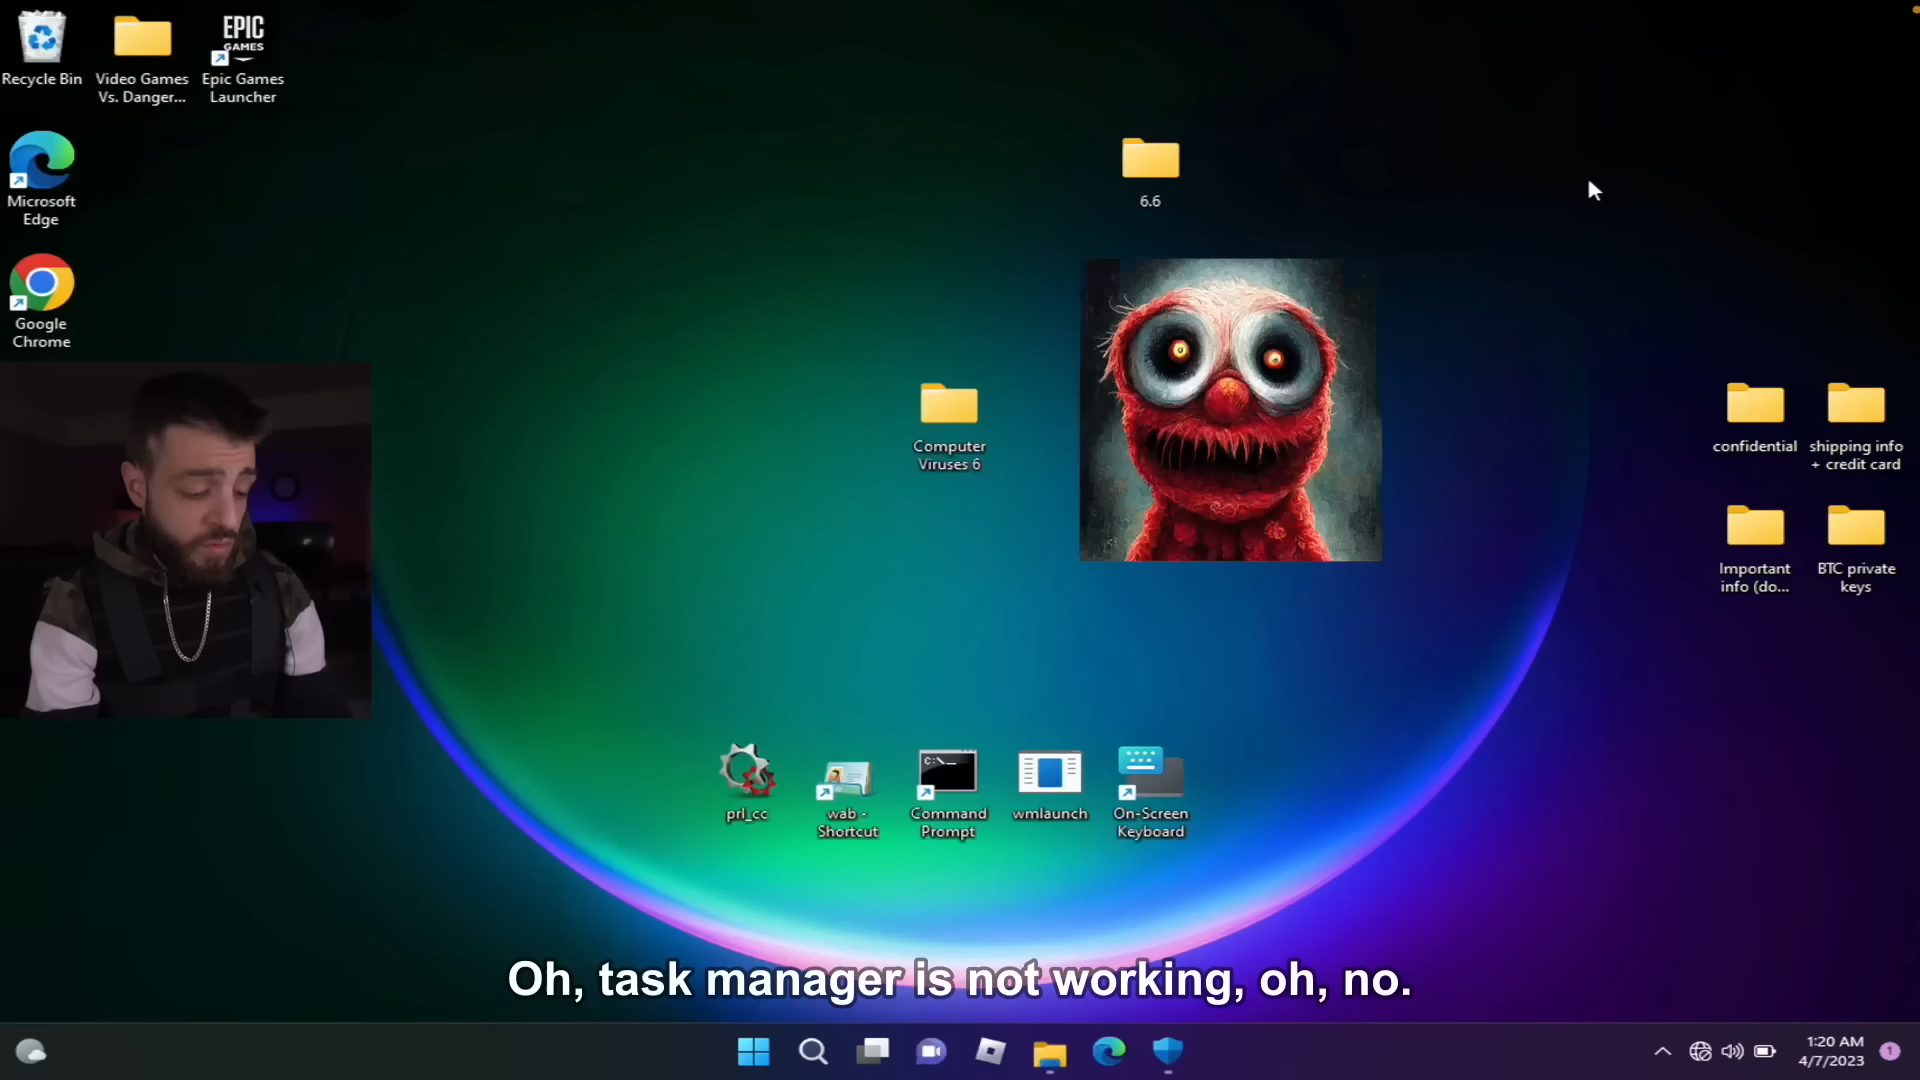 EPIC
GAMES
Recycle Bin
Video Games
Vs. Danger...
Epic Games
Launcher
6.6
Microsoft
Edge
Google
Chrome
Computer
Viruses 6
confidential
shipping info
+ credit card
Important
info (do...
BTC private
keys
C:\_
prl_cc
wab -
Shortcut
Command
Prompt
wmlaunch
On-Screen
Keyboard
Oh, task manager is not working, oh, no.
1:20 AM
4/7/2023
1